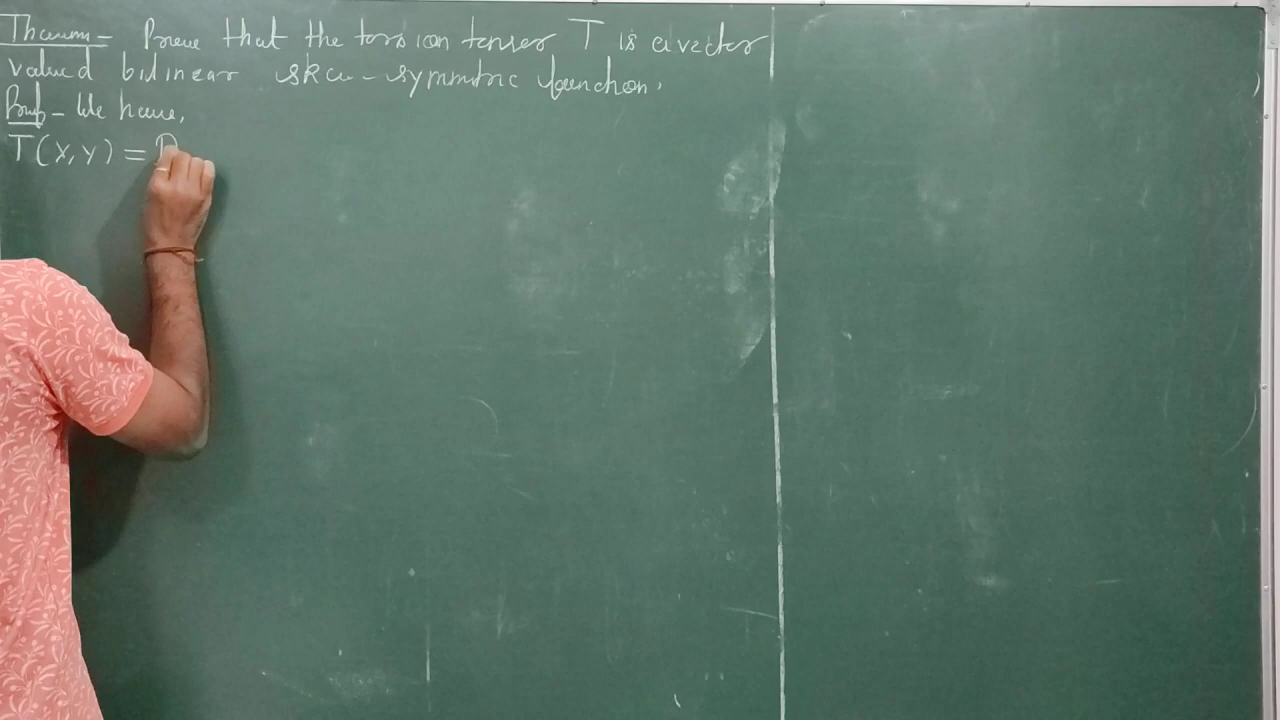 Theorem - Prove that the torsion tensor T is a vector
valued bilinear skew-symmetric function.
Proof - We have,
T(X,Y) = D